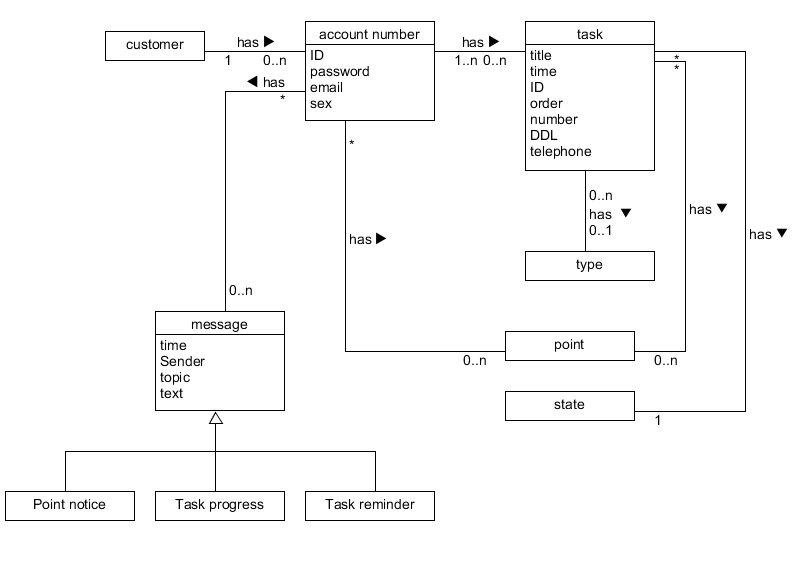 customer
has
1
0..n
account number
ID
password
email
sex
has
1..n
0..n
task
title
time
ID
order
number
DDL
telephone
*
*
has
*
*
0..n
has
0..1
type
has
has
has
0..n
message
time
Sender
topic
text
point
0..n
0..n
state
1
Point notice
Task progress
Task reminder